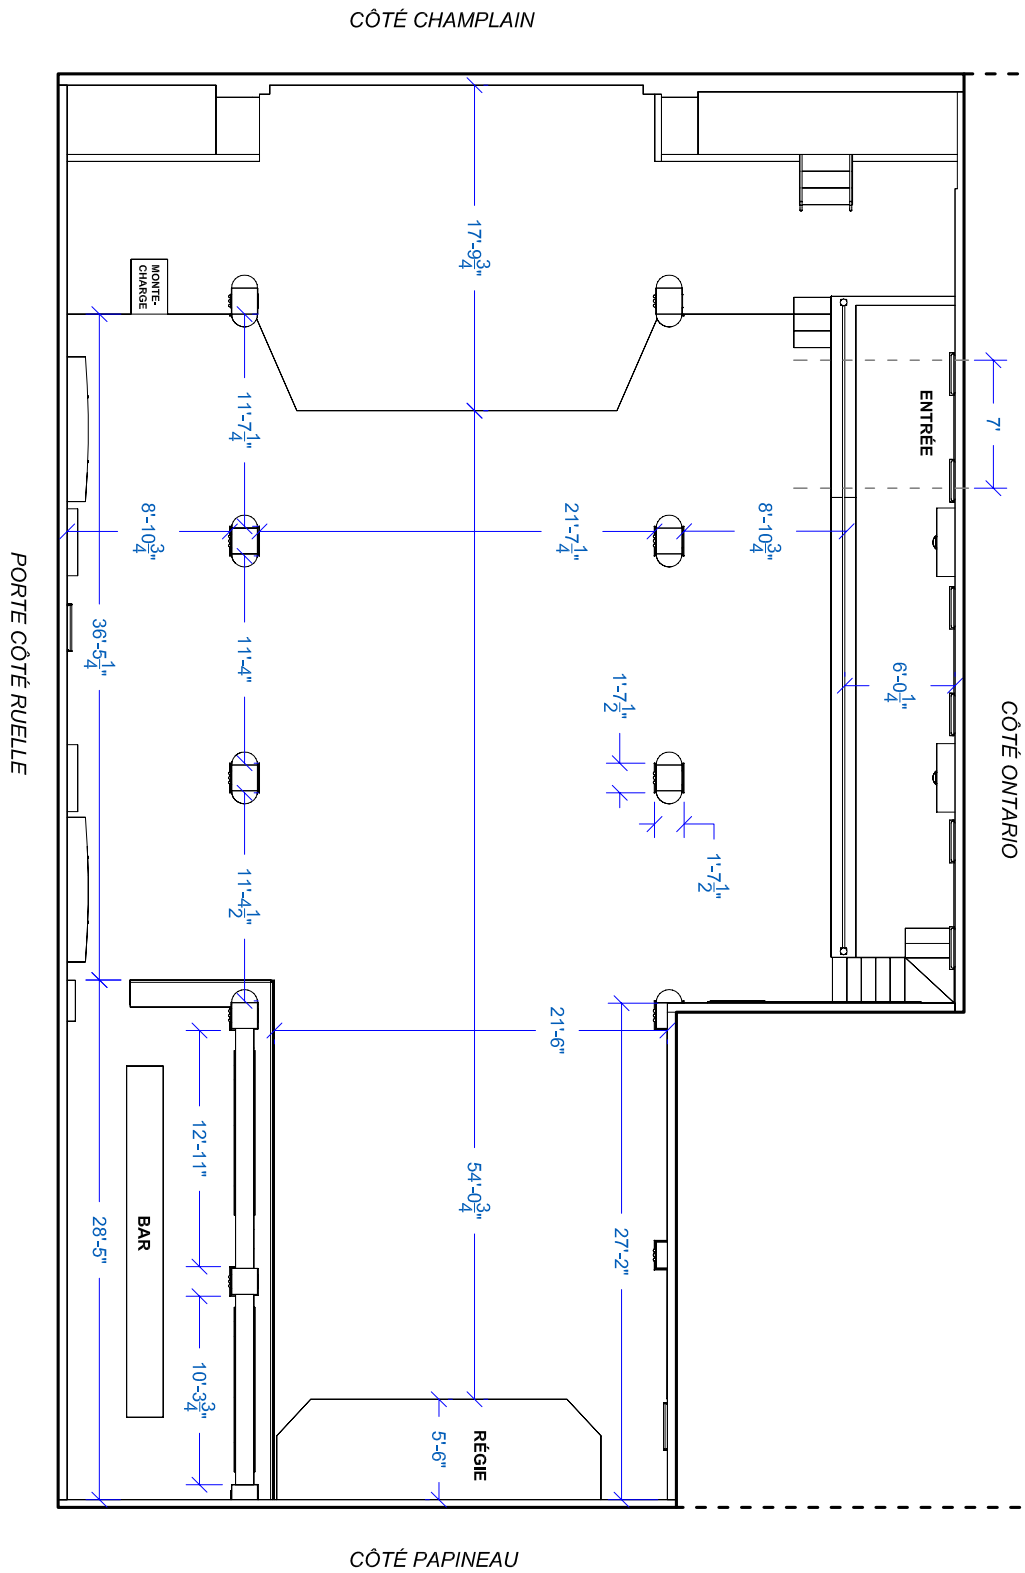 CÔTÉ CHAMPLAIN
17'-9 3/4"
MONTE-
CHARGE
11'-7 1/4"
ENTRÉE
7'
8'-10 3/4"
21'-7 1/4"
8'-10 3/4"
PORTE CÔTÉ RUELLE
36'-5 1/4"
11'-4"
1'-7 1/2"
6'-0 1/4"
CÔTÉ ONTARIO
11'-4 1/2"
1'-7 1/2"
21'-6"
12'-11"
54'-0 3/4"
BAR
28'-5"
27'-2"
10'-3 3/4"
5'-6"
RÉGIE
CÔTÉ PAPINEAU